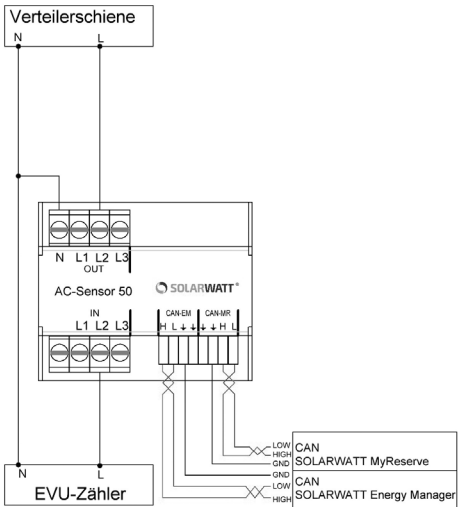 Verteilerschiene
N L
N L1 L2 L3
OUT
AC-Sensor 50
SOLARWATT®
IN
L1 L2 L3
CAN-EM CAN-MR
H L ↓ ↓ ↓ ↓ H L
LOW
HIGH
GND
CAN
SOLARWATT MyReserve
GND
LOW
HIGH
CAN
SOLARWATT Energy Manager
N L
EVU-Zähler